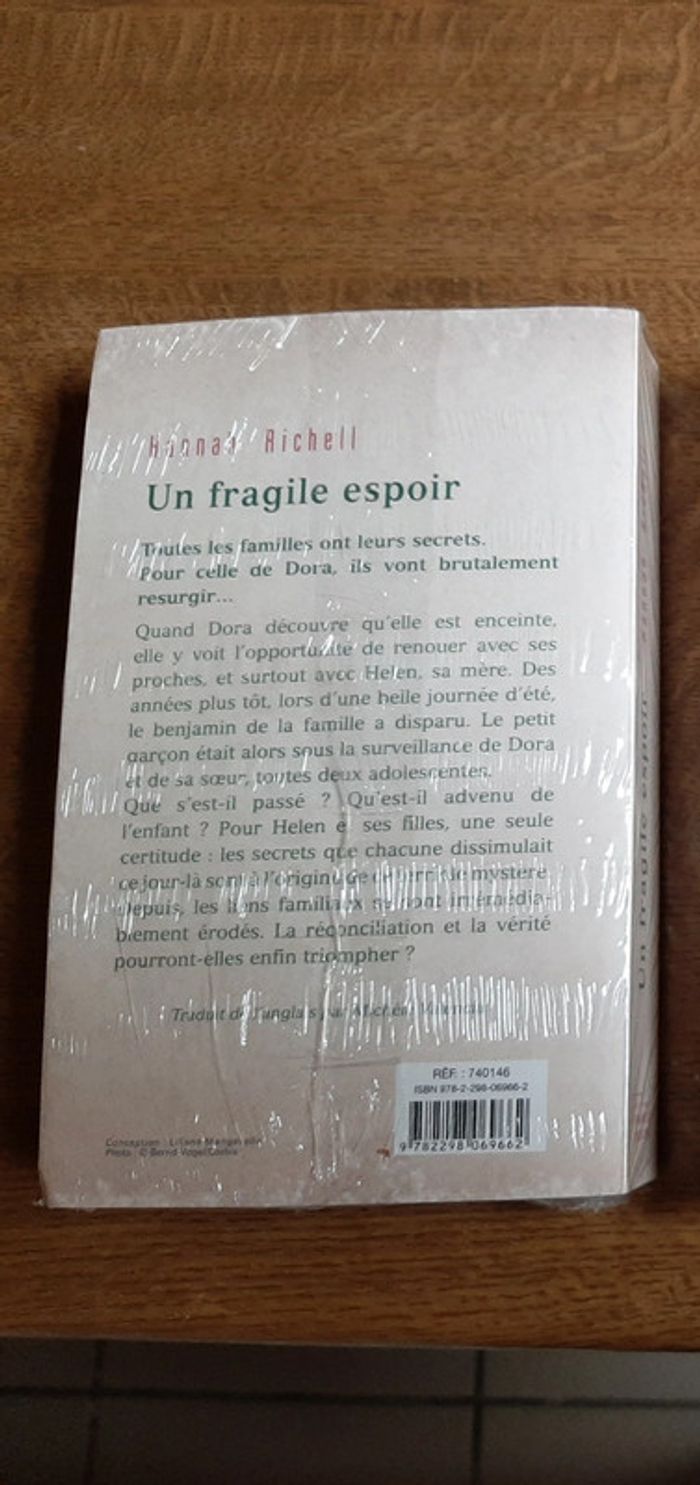 Hannah Richell
Un fragile espoir
Toutes les familles ont leurs secrets.
Pour celle de Dora, ils vont brutalement
resurgir...
Quand Dora découvre qu'elle est enceinte,
elle y voit l'opportunité de renouer avec ses
proches, et surtout avec Helen, sa mère. Des
années plus tôt, lors d'une belle journée d'été,
le benjamin de la famille a disparu. Le petit
garçon était alors sous la surveillance de Dora
et de sa sœur, toutes deux adolescentes.
Que s'est-il passé ? Qu'est-il advenu de
l'enfant ? Pour Helen et ses filles, une seule
certitude : les secrets que chacune dissimulait
ce jour-là sont à l'origine de ce terrible mystère.
Depuis, les liens familiaux se sont irrémédia-
blement érodés. La réconciliation et la vérité
pourront-elles enfin triompher ?
Traduit de l'anglais par
Conception : Liliane
Photo : © Bernd Vogel/Corbis
RÉF. : 740146
ISBN 978-2-298-06966-2
9 782298 069662
Un fragile espoir